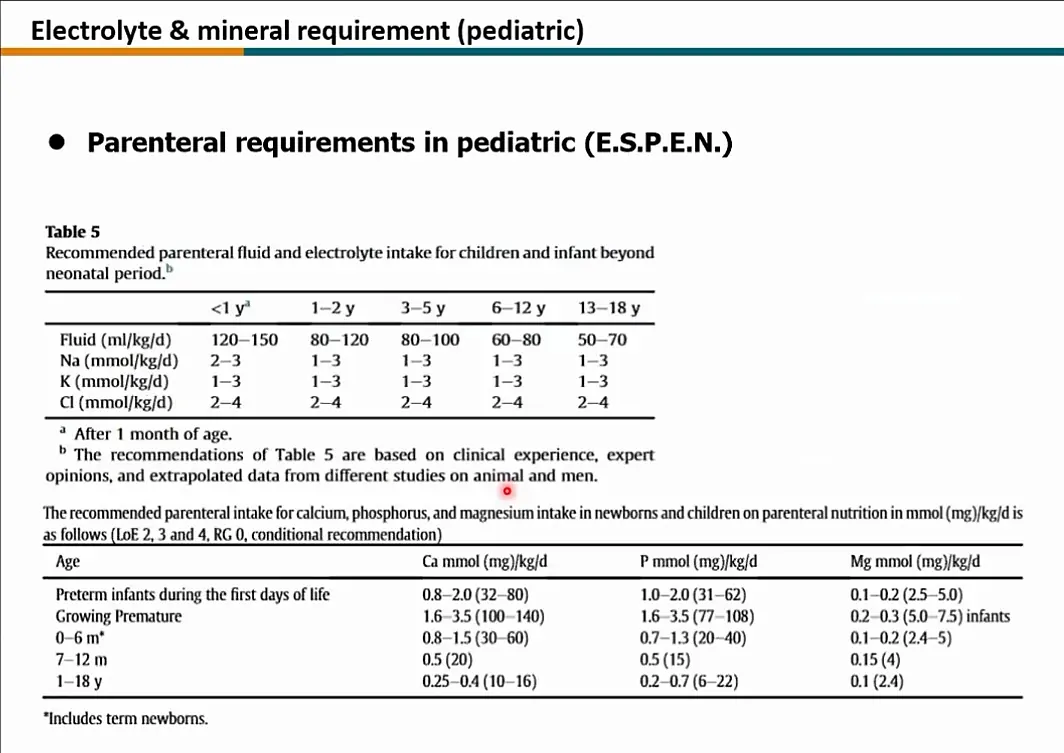 Electrolyte & mineral requirement (pediatric)
● Parenteral requirements in pediatric (E.S.P.E.N.)
Table 5
Recommended parenteral fluid and electrolyte intake for children and infant beyond
neonatal period.b
<1 ya 1–2 y 3–5 y 6–12 y 13–18 y
Fluid (ml/kg/d) 120–150 80–120 80–100 60–80 50–70
Na (mmol/kg/d) 2–3 1–3 1–3 1–3 1–3
K (mmol/kg/d) 1–3 1–3 1–3 1–3 1–3
Cl (mmol/kg/d) 2–4 2–4 2–4 2–4 2–4
a After 1 month of age.
b The recommendations of Table 5 are based on clinical experience, expert
opinions, and extrapolated data from different studies on animal and men.
The recommended parenteral intake for calcium, phosphorus, and magnesium intake in newborns and children on parenteral nutrition in mmol (mg)/kg/d is
as follows (LoE 2, 3 and 4, RG 0, conditional recommendation)
Age Ca mmol (mg)/kg/d P mmol (mg)/kg/d Mg mmol (mg)/kg/d
Preterm infants during the first days of life 0.8–2.0 (32–80) 1.0–2.0 (31–62) 0.1–0.2 (2.5–5.0)
Growing Premature 1.6–3.5 (100–140) 1.6–3.5 (77–108) 0.2–0.3 (5.0–7.5) infants
0–6 m* 0.8–1.5 (30–60) 0.7–1.3 (20–40) 0.1–0.2 (2.4–5)
7–12 m 0.5 (20) 0.5 (15) 0.15 (4)
1–18 y 0.25–0.4 (10–16) 0.2–0.7 (6–22) 0.1 (2.4)
*Includes term newborns.